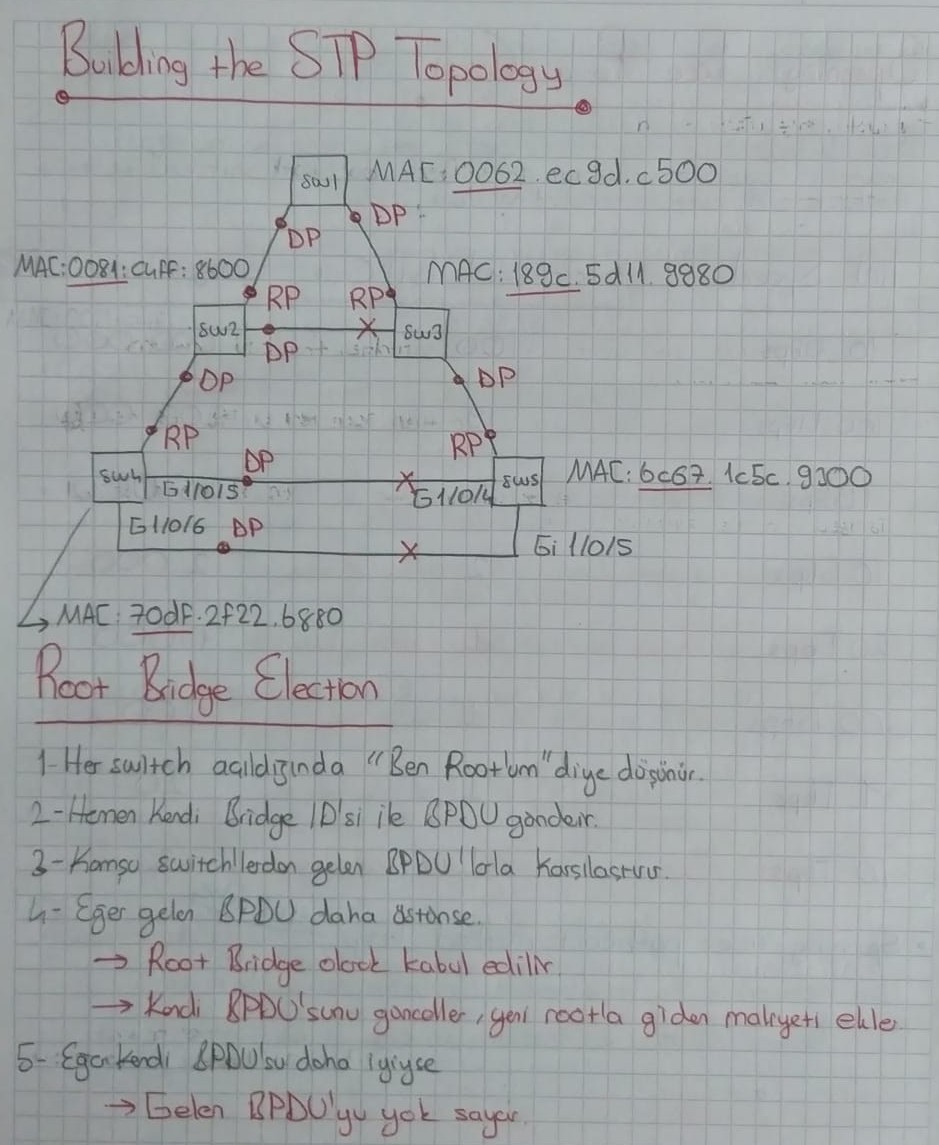 Building the STP Topology
SW1
MAC: 0062.ec9d.c500
DP
DP
MAC:0081:C4FF:8600
MAC: 189c.5d11.9980
RP
RP
SW2
SW3
DP
DP
DP
RP
RP
DP
SW4
G1/0/5
G1/0/4
SW5
MAC: 6c67.1c5c.9300
G1/0/6
DP
Gi 1/0/5
MAC: 70dF.2f22.6880
Root Bridge Election
1-Her switch açıldığında "Ben Root'um" diye düşünür.
2-Hemen Kendi Bridge ID'si ile BPDU gönderir.
3-Komşu switch'lerden gelen BPDU'larla Karşılaştırır.
4- Eğer gelen BPDU daha üstünse.
→ Root Bridge olarak kabul edilir
→ Kendi BPDU'sunu günceller, yeni rootla giden maliyeti ekle
5- Eğer kendi BPDU'su daha iyiyse
→ Gelen BPDU'yu yok sayar.